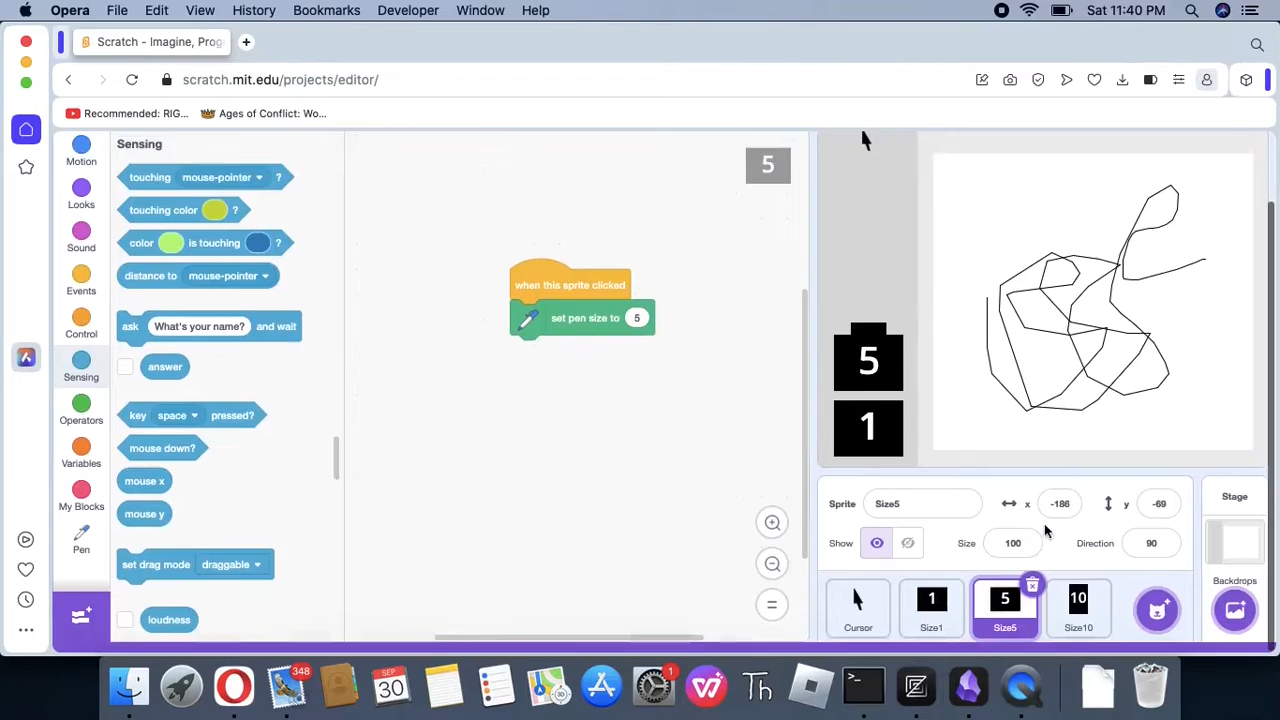 Opera File Edit View History Bookmarks Developer Window Help Sat 11:40 PM
Scratch - Imagine, Prog
scratch.mit.edu/projects/editor/
Recommended: RIG... Ages of Conflict: Wo...
Motion
Looks
Sound
Events
Control
Sensing
Operators
Variables
My Blocks
Pen
Sensing
touching mouse-pointer ?
touching color ?
color is touching ?
distance to mouse-pointer
ask What's your name? and wait
answer
key space pressed?
mouse down?
mouse x
mouse y
set drag mode draggable
loudness
5
when this sprite clicked
set pen size to 5
5
1
Sprite Size5 x -186 y -69
Show Size 100 Direction 90
1
Cursor Size1
5
Size5
10
Size10
Stage
Backdrops
348
SEP
30
1
Th
>_